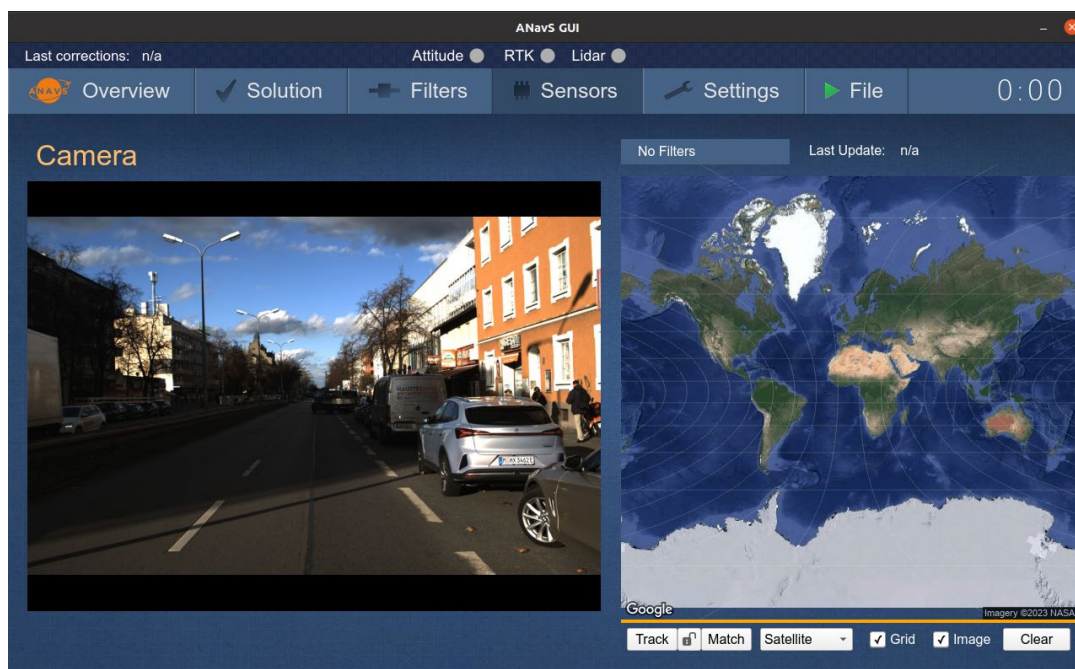 ANavS GUI
Last corrections: n/a Attitude RTK Lidar
ANAVS Overview Solution Filters Sensors Settings File 0:00
Camera
No Filters Last Update: n/a
Google
Imagery ©2023 NASA
Track Match Satellite Grid Image Clear